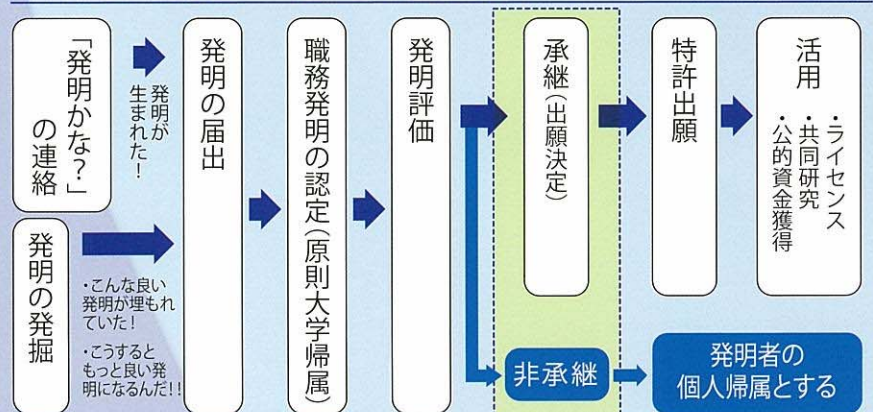 「発明かな？」
の連絡
発明が
生まれた！
発明の発掘
・こんな良い
発明が埋もれ
ていた！
・こうすると
もっと良い発
明になるんだ!!
発明の届出
職務発明の認定（原則大学帰属）
発明評価
承継（出願決定）
特許出願
活用
・ライセンス
・共同研究
・公的資金獲得
非承継
発明者の
個人帰属とする